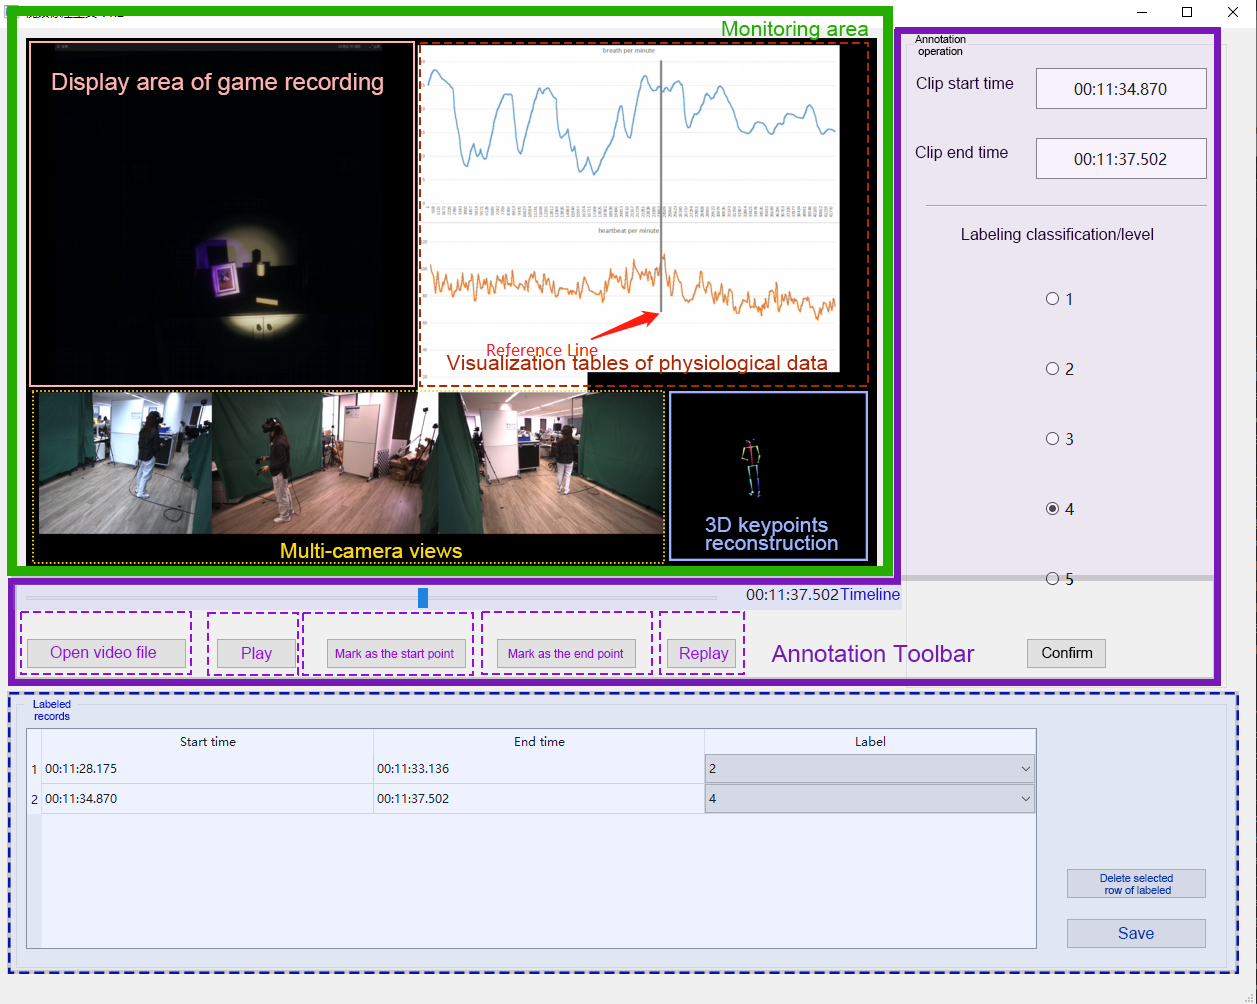 Monitoring area
Display area of game recording
breath per minute
heartbeat per minute
Reference Line
Visualization tables of physiological data
Multi-camera views
3D keypoints
reconstruction
Annotation
operation
Clip start time
00:11:34.870
Clip end time
00:11:37.502
Labeling classification/level
1
2
3
4
5
00:11:37.502 Timeline
Open video file
Play
Mark as the start point
Mark as the end point
Replay
Annotation Toolbar
Confirm
Labeled
records
Start time End time Label
1 00:11:28.175 00:11:33.136 2
2 00:11:34.870 00:11:37.502 4
Delete selected
row of labeled
Save